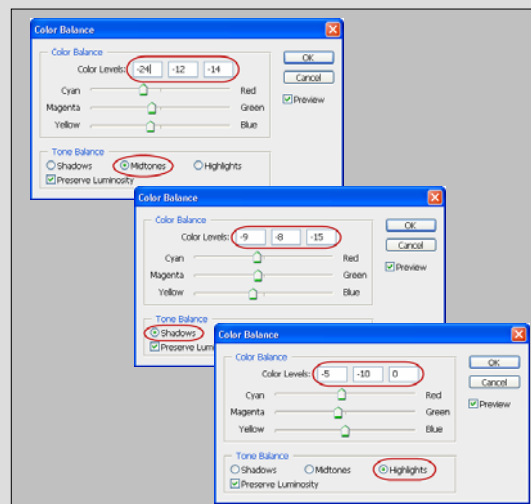 Color Balance
Color Balance
Color Levels: -24 -12 -14
OK
Cancel
Preview
Cyan Red
Magenta Green
Yellow Blue
Tone Balance
Shadows Midtones Highlights
Preserve Luminosity
Color Balance
Color Balance
Color Levels: -9 -8 -15
OK
Cancel
Preview
Cyan Red
Magenta Green
Yellow Blue
Tone Balance
Shadows
Preserve Lum
Color Balance
Color Balance
Color Levels: -5 -10 0
OK
Cancel
Preview
Cyan Red
Magenta Green
Yellow Blue
Tone Balance
Shadows Midtones Highlights
Preserve Luminosity